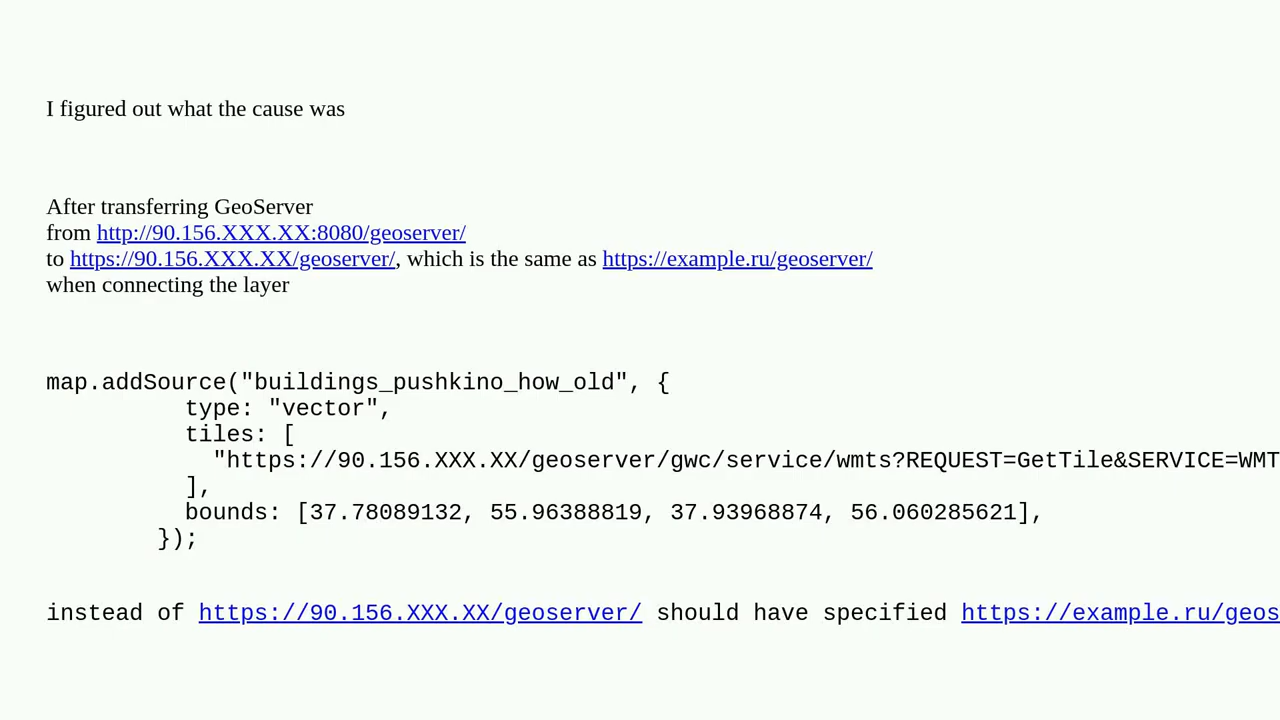 I figured out what the cause was
After transferring GeoServer
from http://90.156.XXX.XX:8080/geoserver/
to https://90.156.XXX.XX/geoserver/, which is the same as https://example.ru/geoserver/
when connecting the layer
map.addSource("buildings_pushkino_how_old", {
type: "vector",
tiles: [
"https://90.156.XXX.XX/geoserver/gwc/service/wmts?REQUEST=GetTile&SERVICE=WMT
],
bounds: [37.78089132, 55.96388819, 37.93968874, 56.060285621],
});
instead of https://90.156.XXX.XX/geoserver/ should have specified https://example.ru/geos